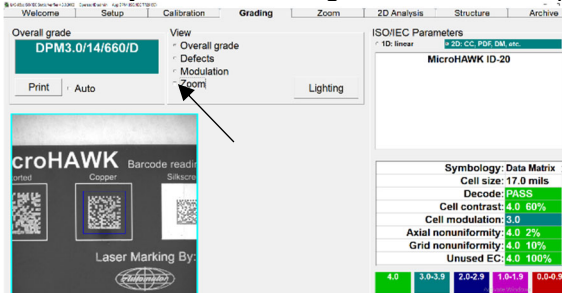 Welcome Setup Calibration Grading Zoom 2D Analysis Structure Archive
Overall grade
DPM3.0/14/660/D
Print Auto
View
Overall grade
Defects
Modulation
Zoom
Lighting
ISO/IEC Parameters
1D: linear 2D: CC, PDF, DM, etc.
MicroHAWK ID-20
croHAWK Barcode readin
orted Copper Silkscre
Laser Marking By:
Symbology: Data Matrix
Cell size: 17.0 mils
Decode: PASS
Cell contrast: 4.0 60%
Cell modulation: 3.0
Axial nonuniformity: 4.0 2%
Grid nonuniformity: 4.0 10%
Unused EC: 4.0 100%
4.0 3.0-3.9 2.0-2.9 1.0-1.9 0.0-0.9